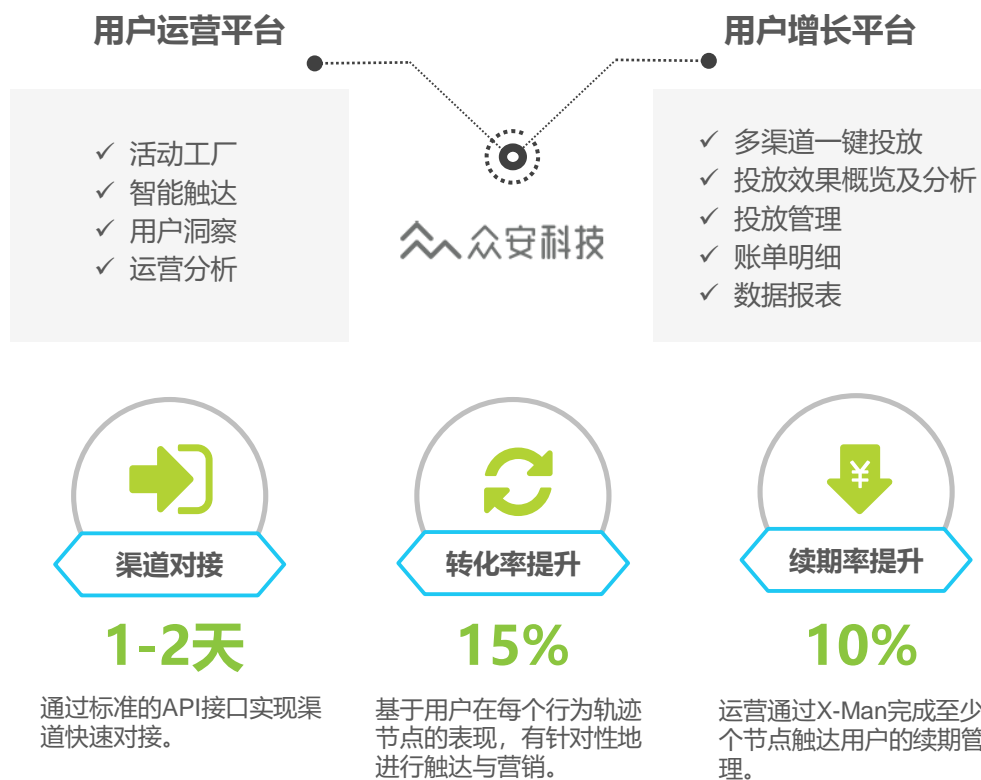 用户运营平台
用户增长平台
活动工厂
智能触达
用户洞察
运营分析
众安科技
多渠道一键投放
投放效果概览及分析
投放管理
账单明细
数据报表
渠道对接
1-2天
通过标准的API接口实现渠
道快速对接。
转化率提升
15%
基于用户在每个行为轨迹
节点的表现，有针对性地
进行触达与营销。
续期率提升
10%
运营通过X-Man完成至少
个节点触达用户的续期管
理。